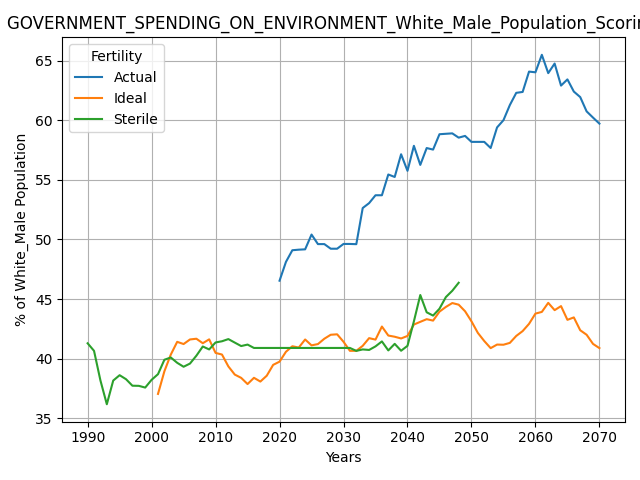 GOVERNMENT_SPENDING_ON_ENVIRONMENT_White_Male_Population_Scorin
Fertility
Actual
Ideal
Sterile
65
60
55
50
45
40
35
% of White_Male Population
1990 2000 2010 2020 2030 2040 2050 2060 2070
Years